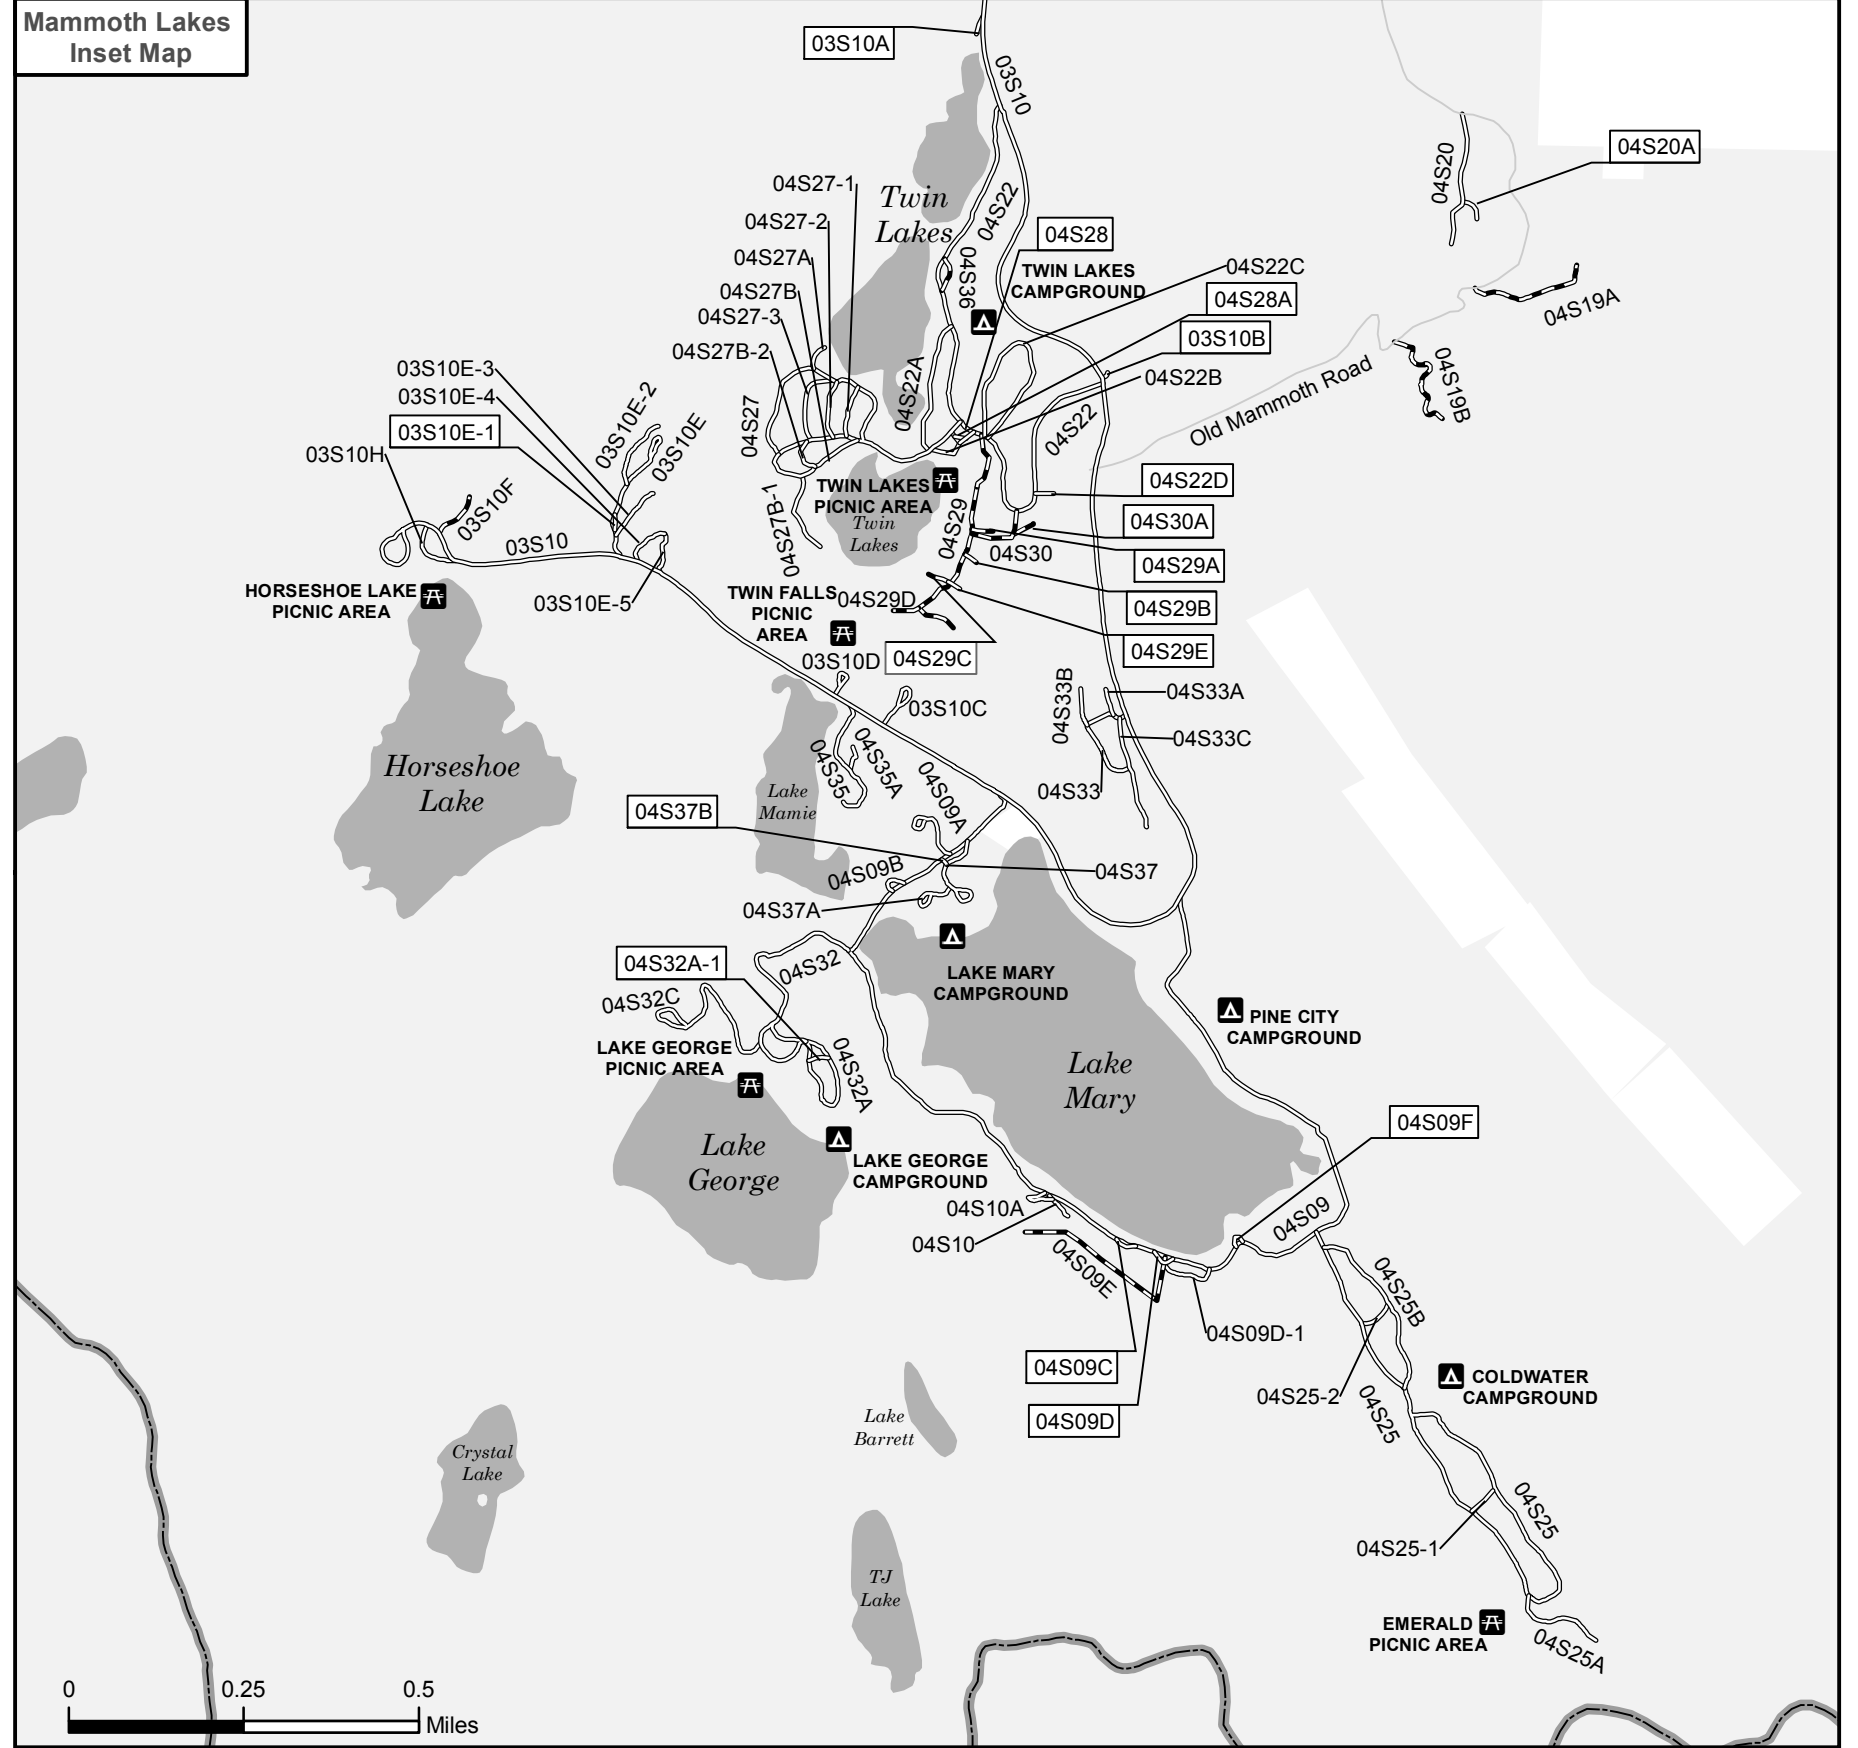 Mammoth Lakes
Inset Map
03S10A
03S10
04S20
04S20A
04S27-1
Twin
Lakes
04S22
04S27-2
04S28
04S27A
04S36
TWIN LAKES
CAMPGROUND
04S22C
04S27B
04S28A
04S19A
04S27-3
03S10B
04S27B-2
04S22B
03S10E-3
Old Mammoth Road
04S19B
03S10E-4
03S10E-2
04S22A
04S27
03S10E-1
03S10E
04S22
03S10H
03S10F
TWIN LAKES
PICNIC AREA
04S22D
04S27B-1
Twin
Lakes
04S29
04S30A
03S10
04S30
04S29A
HORSESHOE LAKE
PICNIC AREA
03S10E-5
TWIN FALLS
PICNIC
AREA
04S29D
04S29B
04S29E
03S10D
04S29C
04S33B
04S33A
03S10C
04S33C
Horseshoe
Lake
04S35
04S35A
Lake
Mamie
04S09A
04S33
04S37B
04S09B
04S37
04S37A
04S32A-1
04S32
LAKE MARY
CAMPGROUND
04S32C
PINE CITY
CAMPGROUND
LAKE GEORGE
PICNIC AREA
04S32A
Lake
Mary
04S09F
Lake
George
LAKE GEORGE
CAMPGROUND
04S10A
04S09
04S10
04S09E
04S25B
04S09D-1
04S09C
COLDWATER
CAMPGROUND
04S25-2
04S25
04S09D
Lake
Barrett
Crystal
Lake
04S25
04S25-1
TJ
Lake
EMERALD
PICNIC AREA
04S25A
0
0.25
0.5
Miles